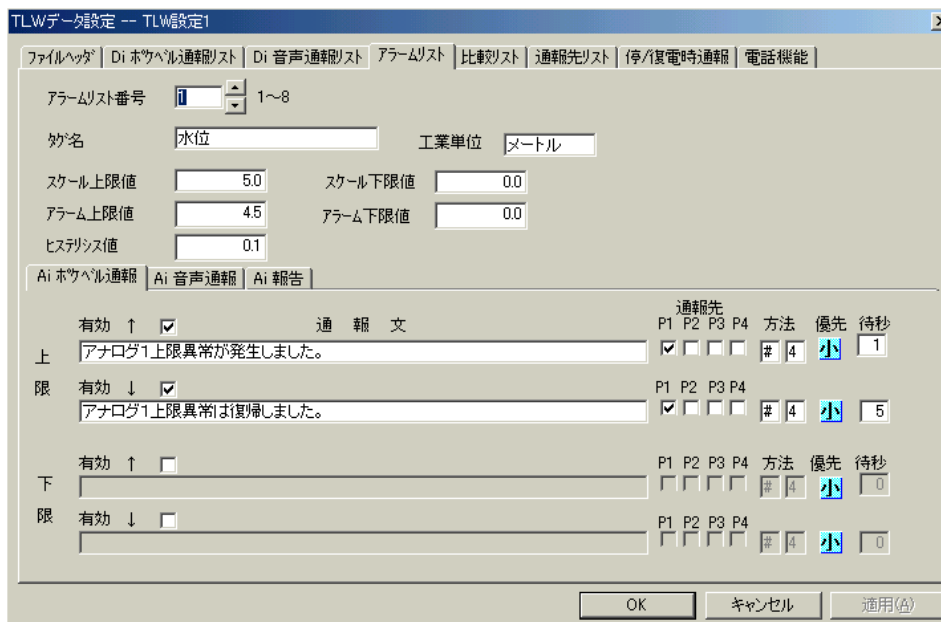 TLWデータ設定 -- TLW設定1
ファイルヘッダ Di ポケベル通報リスト Di 音声通報リスト アラームリスト 比較リスト 通報先リスト 停/復電時通報 電話機能
アラームリスト番号 1 1～8
タグ名 水位 工業単位 メートル
スケール上限値 5.0 スケール下限値 0.0
アラーム上限値 4.5 アラーム下限値 0.0
ヒステリシス値 0.1
Ai ポケベル通報 Ai 音声通報 Ai 報告
通報先
有効 ↑ 通 報 文 P1 P2 P3 P4 方法 優先 待秒
上 アナログ1上限異常が発生しました。 # 4 小 1
限 有効 ↓ P1 P2 P3 P4
アナログ1上限異常は復帰しました。 # 4 小 5
有効 ↑ P1 P2 P3 P4 方法 優先 待秒
下 # 4 小 0
限 有効 ↓ P1 P2 P3 P4
# 4 小 0
OK キャンセル 適用(A)